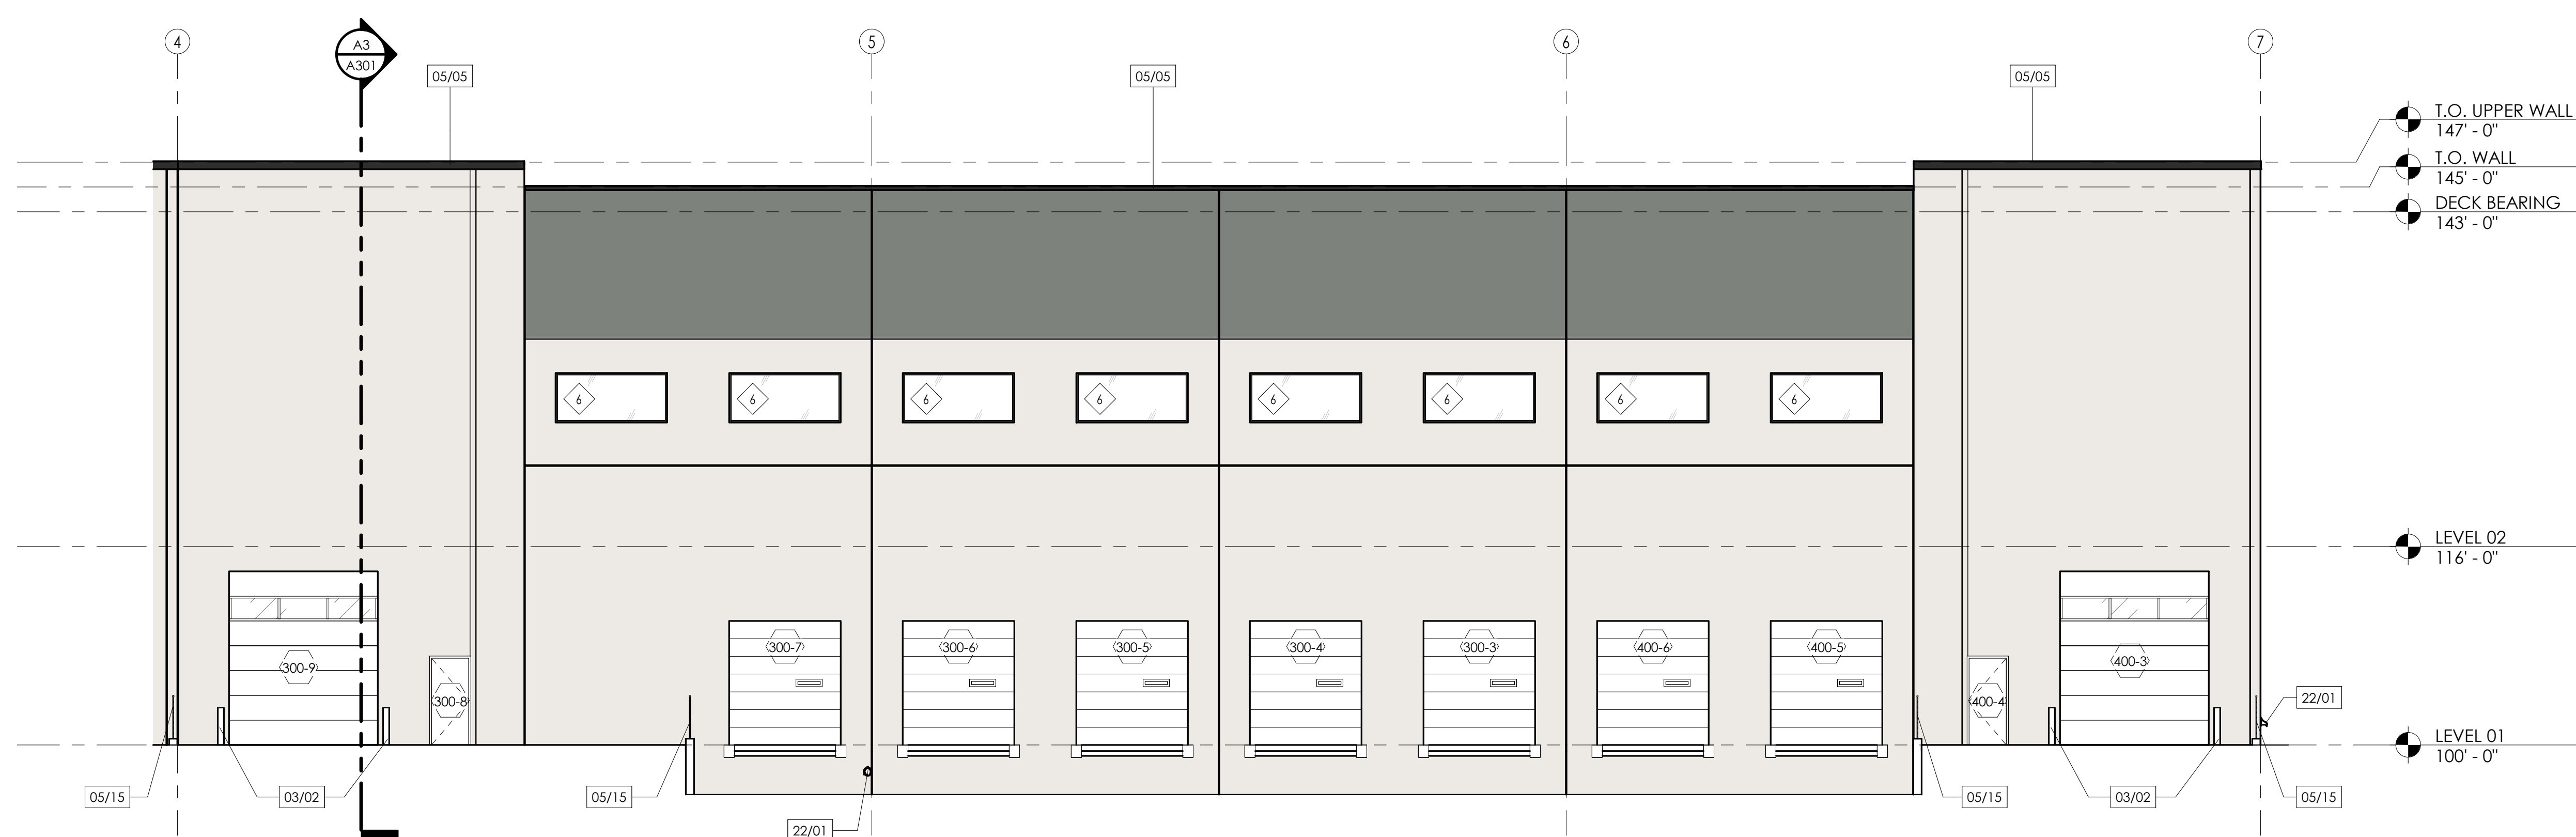 4
A3
A301
5
6
7
05/05
05/05
05/05
T.O. UPPER WALL
147' - 0"
T.O. WALL
145' - 0"
DECK BEARING
143' - 0"
6
6
6
6
6
6
6
6
LEVEL 02
116' - 0"
300-9
300-8
300-7
300-6
300-5
300-4
300-3
400-6
400-5
400-4
400-3
22/01
LEVEL 01
100' - 0"
05/15
03/02
05/15
05/15
03/02
05/15
22/01